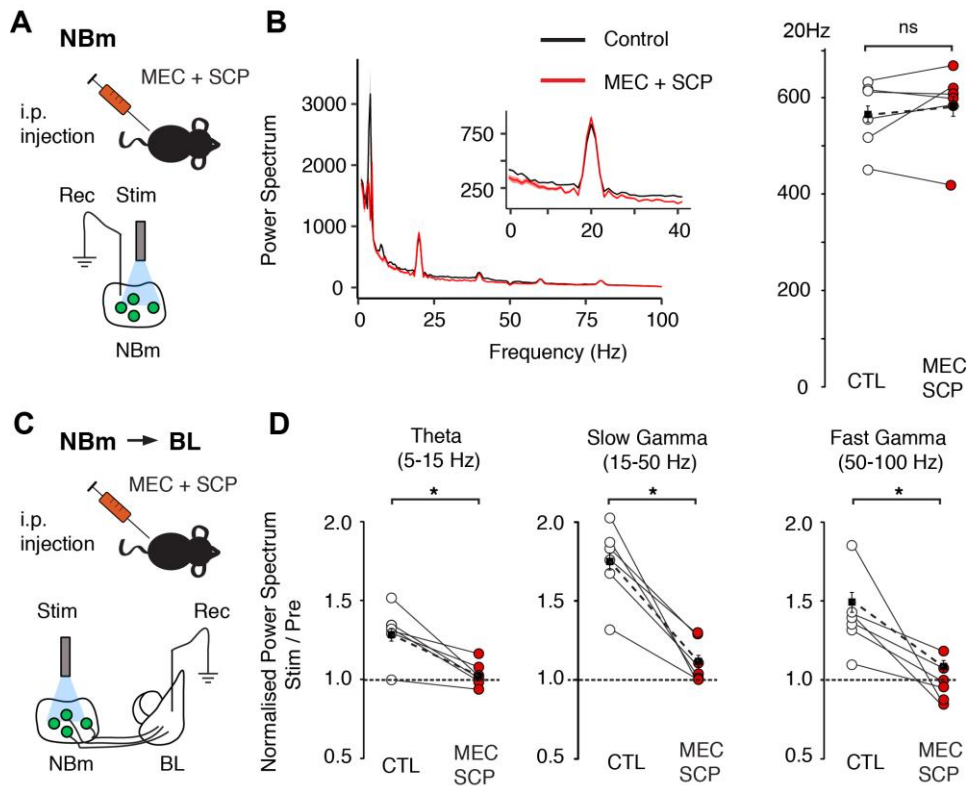 A
NBm
MEC + SCP
i.p.
injection
Rec
Stim
NBm
B
Control
MEC + SCP
Power Spectrum
3000
2000
1000
0
0
25
50
75
100
Frequency (Hz)
750
250
0
20
40
20Hz
ns
600
400
200
0
CTL
MEC
SCP
C
NBm → BL
MEC + SCP
i.p.
injection
Stim
Rec
NBm
BL
D
Normalised Power Spectrum
Stim / Pre
Theta
(5-15 Hz)
*
2.0
1.5
1.0
0.5
CTL
MEC
SCP
Slow Gamma
(15-50 Hz)
*
2.0
1.5
1.0
0.5
CTL
MEC
SCP
Fast Gamma
(50-100 Hz)
*
2.0
1.5
1.0
0.5
CTL
MEC
SCP